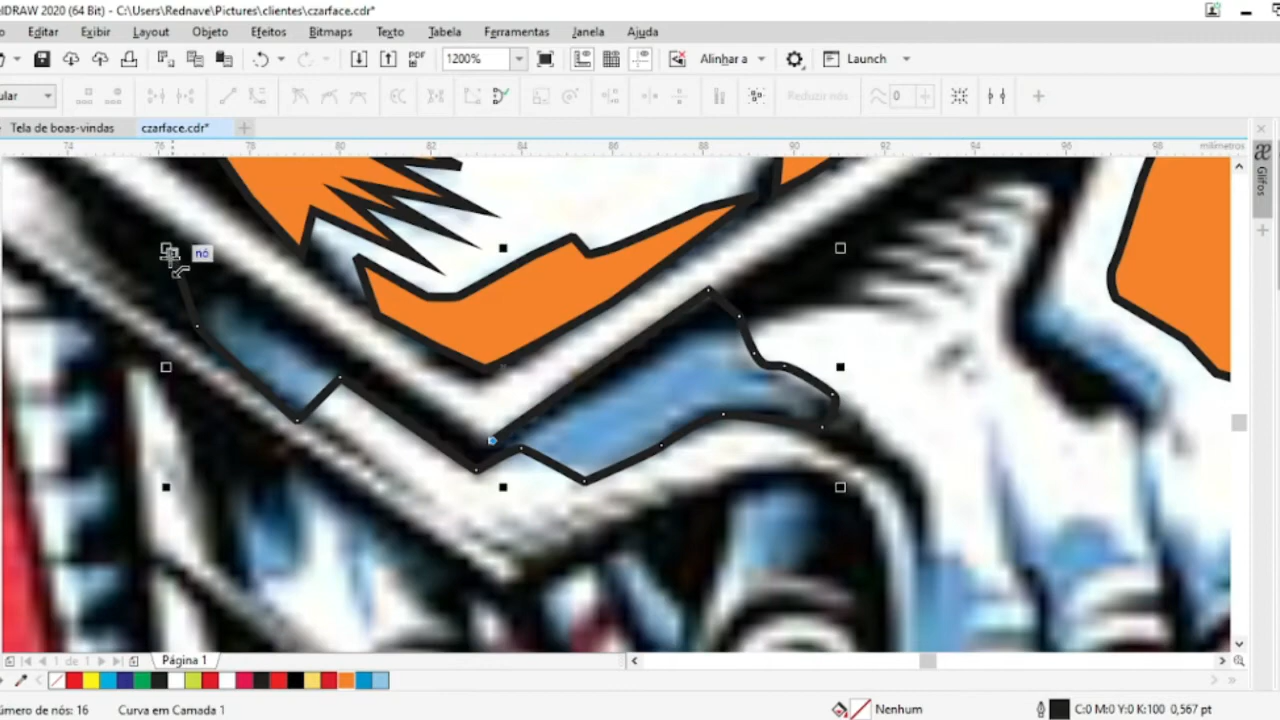 elDRAW 2020 (64 Bit) - C:\Users\Rednave\Pictures\clientes\czarface.cdr*
Editar Exibir Layout Objeto Efeitos Bitmaps Texto Tabela Ferramentas Janela Ajuda
PDF 1200% Alinhar a Launch
ular Reduzir nós 0
Tela de boas-vindas czarface.cdr*
74 76 78 80 82 84 86 88 90 92 94 96 98 milímetros
Glifos
nó
1 de 1 Página 1
úmero de nós: 16 Curva em Camada 1 Nenhum C:0 M:0 Y:0 K:100 0,567 pt